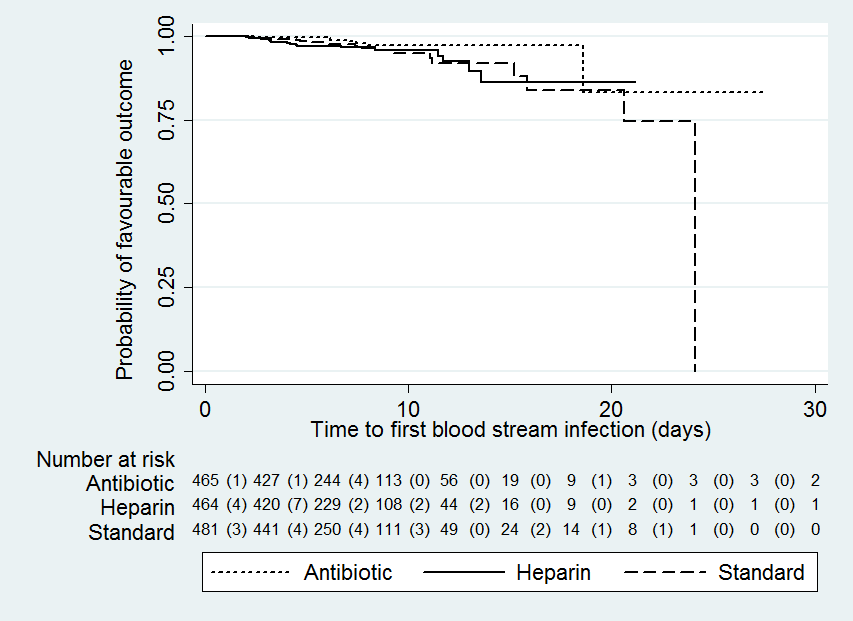 Probability of favourable outcome
1.00
0.75
0.50
0.25
0.00
0 10 20 30
Time to first blood stream infection (days)
Number at risk
Antibiotic 465 (1) 427 (1) 244 (4) 113 (0) 56 (0) 19 (0) 9 (1) 3 (0) 3 (0) 3 (0) 2
Heparin 464 (4) 420 (7) 229 (2) 108 (2) 44 (2) 16 (0) 9 (0) 2 (0) 1 (0) 1 (0) 1
Standard 481 (3) 441 (4) 250 (4) 111 (3) 49 (0) 24 (2) 14 (1) 8 (1) 1 (0) 0 (0) 0
Antibiotic Heparin Standard